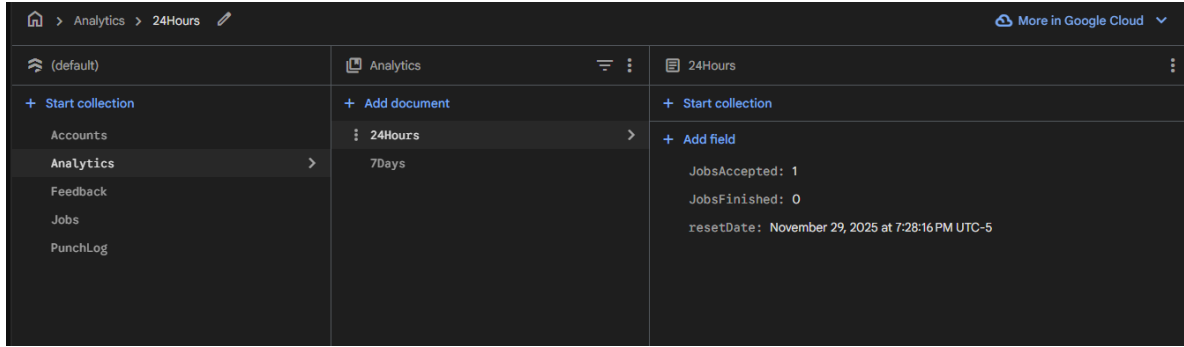 Analytics > 24Hours
More in Google Cloud
(default)
+ Start collection
Accounts
Analytics
Feedback
Jobs
PunchLog
Analytics
+ Add document
24Hours
7Days
24Hours
+ Start collection
+ Add field
JobsAccepted: 1
JobsFinished: 0
resetDate: November 29, 2025 at 7:28:16 PM UTC-5